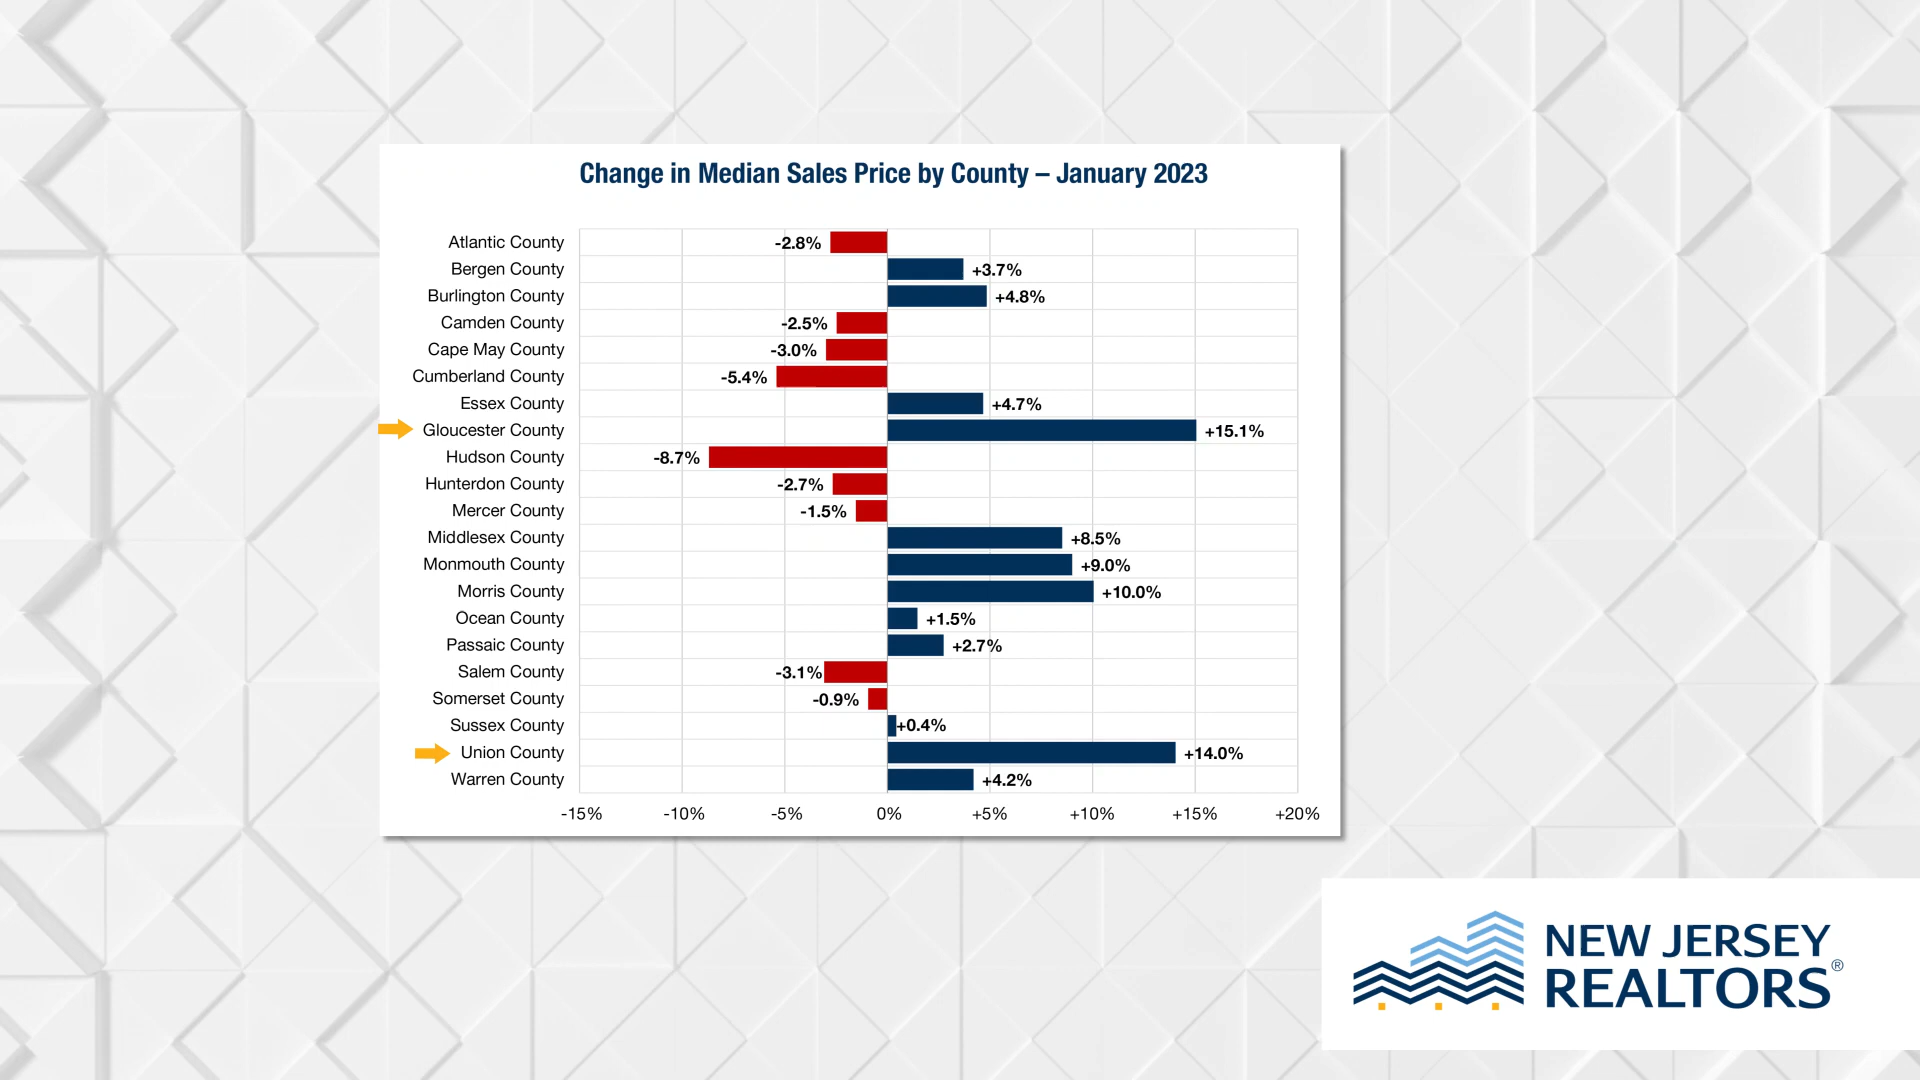 Change in Median Sales Price by County – January 2023
Atlantic County -2.8%
Bergen County +3.7%
Burlington County +4.8%
Camden County -2.5%
Cape May County -3.0%
Cumberland County -5.4%
Essex County +4.7%
Gloucester County +15.1%
Hudson County -8.7%
Hunterdon County -2.7%
Mercer County -1.5%
Middlesex County +8.5%
Monmouth County +9.0%
Morris County +10.0%
Ocean County +1.5%
Passaic County +2.7%
Salem County -3.1%
Somerset County -0.9%
Sussex County +0.4%
Union County +14.0%
Warren County +4.2%
-15% -10% -5% 0% +5% +10% +15% +20%
NEW JERSEY
REALTORS®